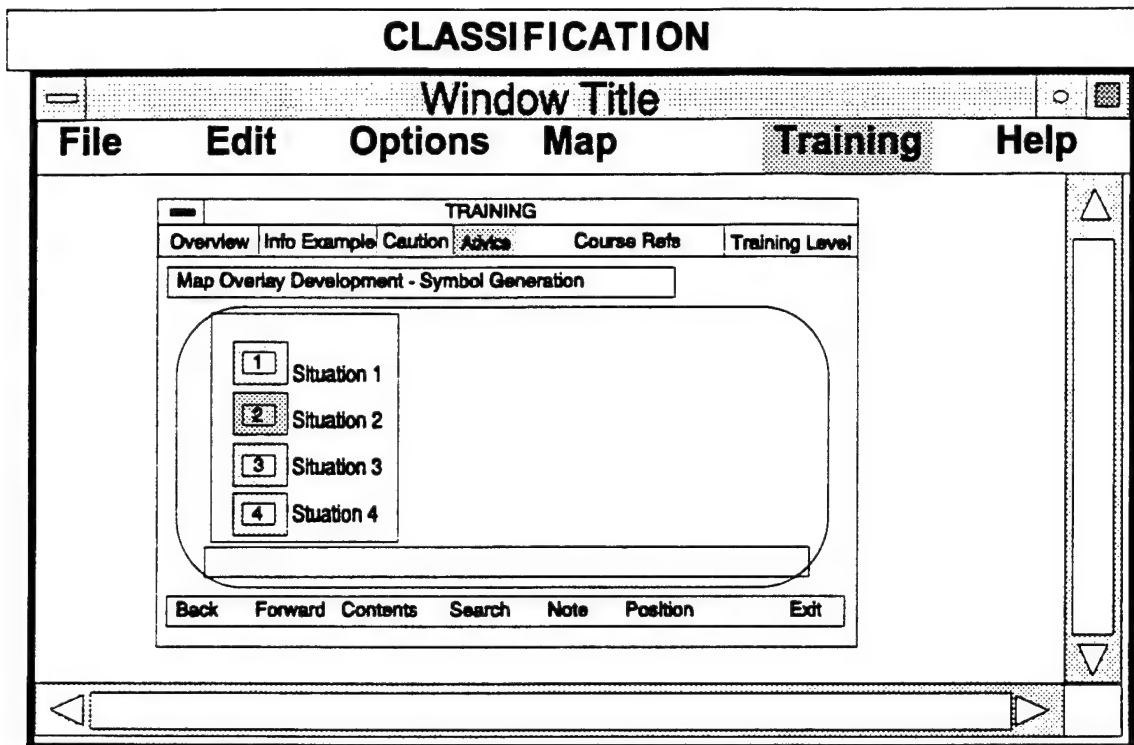 CLASSIFICATION
Window Title
File Edit Options Map Training Help
TRAINING
Overview Info Example Caution Advice Course Refs Training Level
Map Overlay Development - Symbol Generation
1 Situation 1
2 Situation 2
3 Situation 3
4 Stuation 4
Back Forward Contents Search Note Position Exit